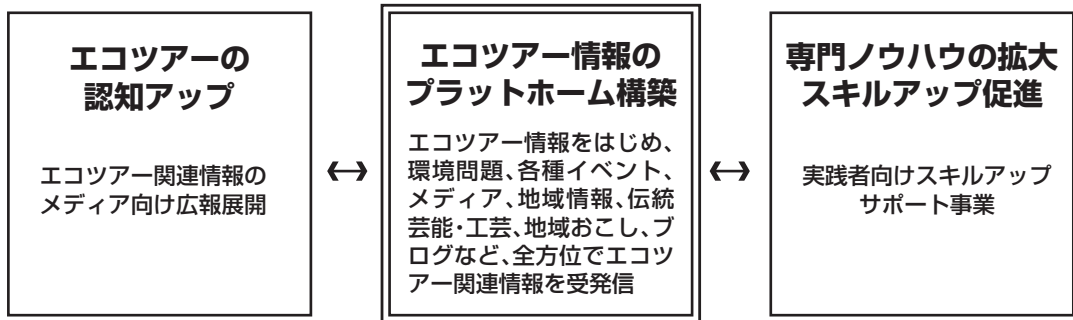 エコツアーの
認知アップ
エコツアー関連情報の
メディア向け広報展開
↔
エコツアー情報の
プラットホーム構築
エコツアー情報をはじめ、
環境問題、各種イベント、
メディア、地域情報、伝統
芸能・工芸、地域おこし、ブ
ログなど、全方位でエコツ
アー関連情報を受発信
↔
専門ノウハウの拡大
スキルアップ促進
実践者向けスキルアップ
サポート事業